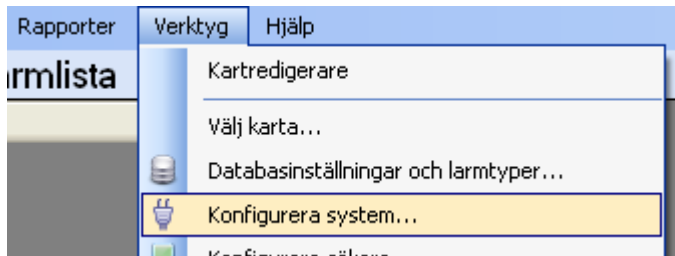 Rapporter Verktyg Hjälp
rmlista
Kartredigerare
Välj karta...
Databasinställningar och larmtyper...
Konfigurera system...